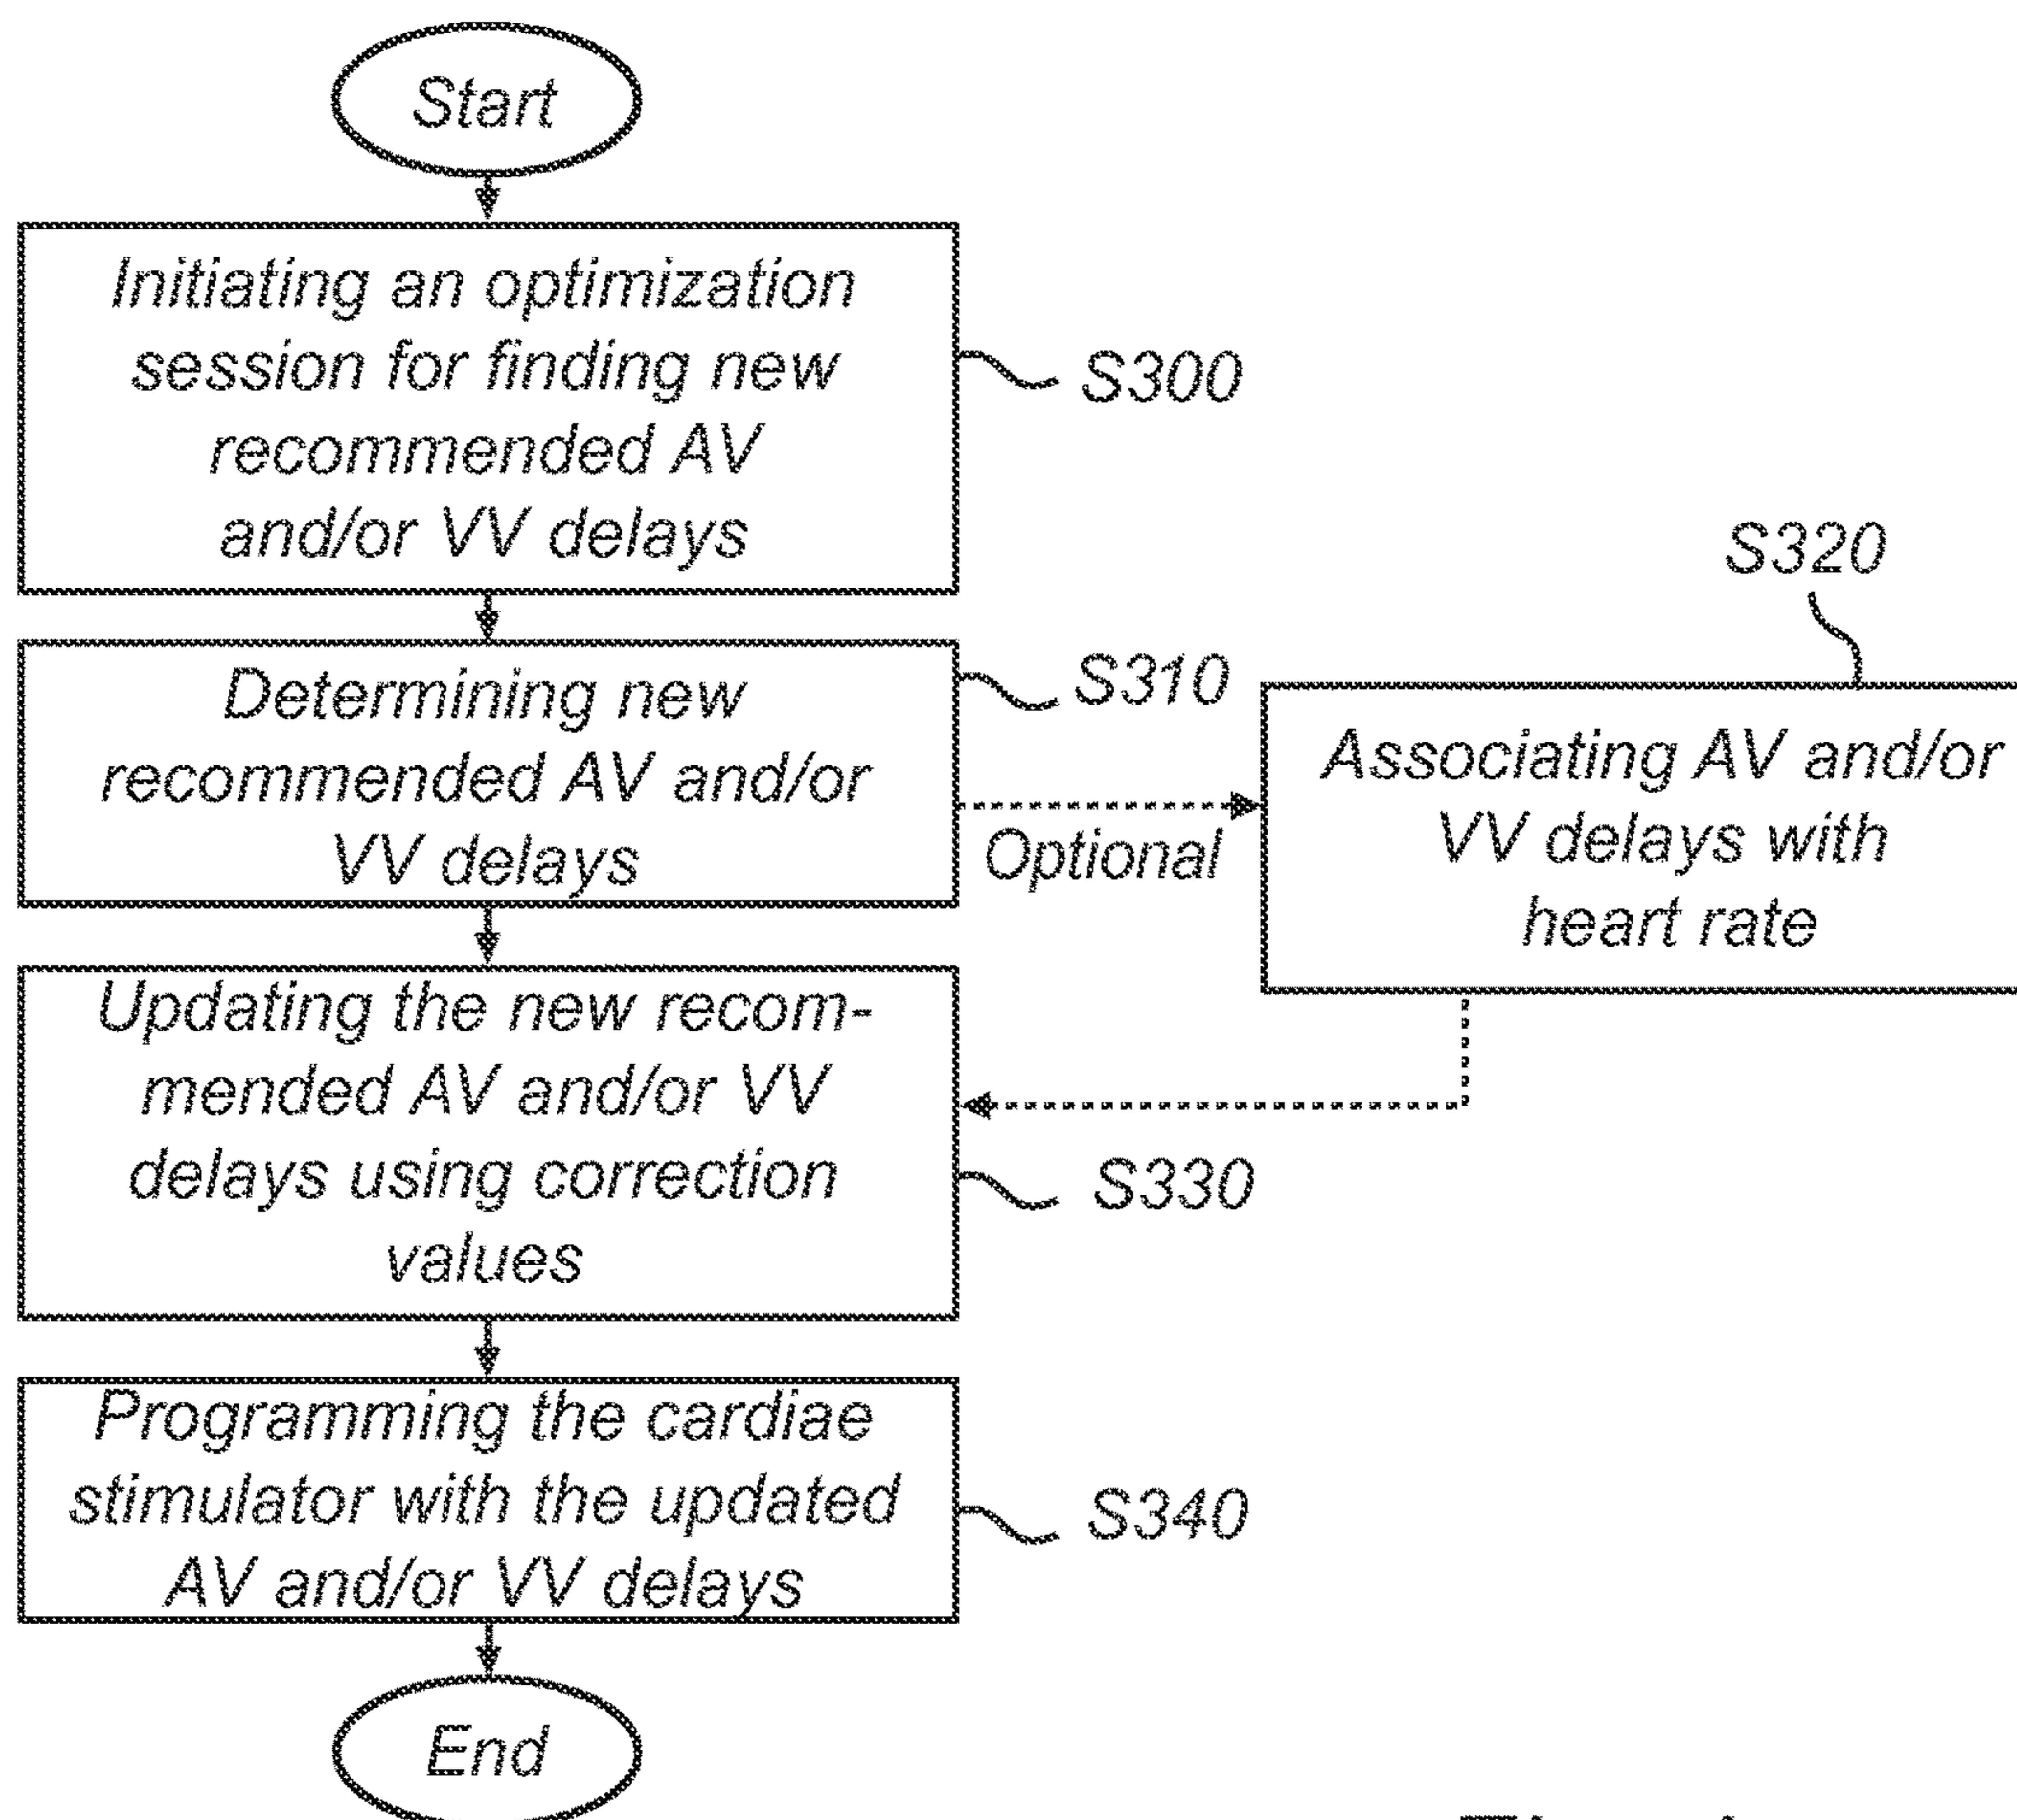 Start
Initiating an optimization
session for finding new
recommended AV
and/or VV delays
S300
Determining new
recommended AV and/or
VV delays
S310
Optional
S320
Associating AV and/or
VV delays with
heart rate
Updating the new recom-
mended AV and/or VV
delays using correction
values
S330
Programming the cardiae
stimulator with the updated
AV and/or VV delays
S340
End